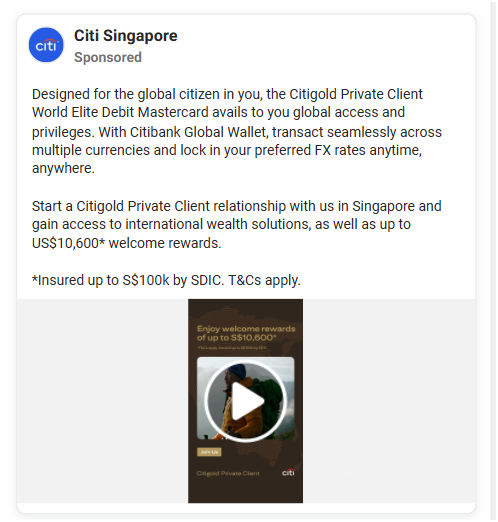 Citi Singapore
Sponsored
Designed for the global citizen in you, the Citigold Private Client
World Elite Debit Mastercard avails to you global access and
privileges. With Citibank Global Wallet, transact seamlessly across
multiple currencies and lock in your preferred FX rates anytime,
anywhere.
Start a Citigold Private Client relationship with us in Singapore and
gain access to international wealth solutions, as well as up to
US$10,600* welcome rewards.
*Insured up to S$100k by SDIC. T&Cs apply.
citi
Enjoy welcome rewards
of up to S$10,600*
Join Us
Citigold Private Client
citi